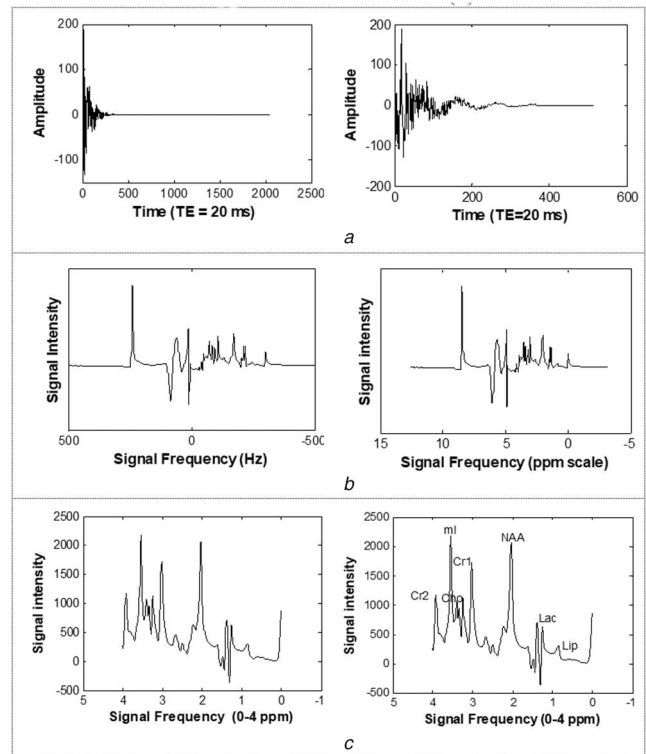 200
100
0
-100
Amplitude
0 500 1000 1500 2000 2500
Time (TE = 20 ms)
200
100
0
-100
-200
Amplitude
0 200 400 600
Time (TE=20 ms)
a
Signal Intensity
500 0 -500
Signal Frequency (Hz)
Signal intensity
15 10 5 0 -5
Signal Frequency (ppm scale)
b
2500
2000
1500
1000
500
0
-500
Signal intensity
5 4 3 2 1 0 -1
Signal Frequency (0-4 ppm)
2500
2000
1500
1000
500
0
-500
Signal intensity
mI
NAA
Cr1
Cr2
Cho
Lac
Lip
5 4 3 2 1 0 -1
Signal Frequency (0-4 ppm)
c